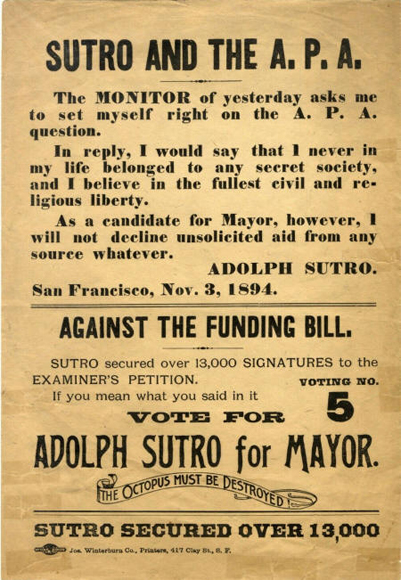 SUTRO AND THE A. P. A.
The MONITOR of yesterday asks me
to set myself right on the A. P. A.
question.
In reply, I would say that I never in
my life belonged to any secret society,
and I believe in the fullest civil and re-
ligious liberty.
As a candidate for Mayor, however, I
will not decline unsolicited aid from any
source whatever.
ADOLPH SUTRO.
San Francisco, Nov. 3, 1894.
AGAINST THE FUNDING BILL.
SUTRO secured over 13,000 SIGNATURES to the
EXAMINER'S PETITION.
VOTING NO.
If you mean what you said in it
5
VOTE FOR
ADOLPH SUTRO for MAYOR.
THE OCTOPUS MUST BE DESTROYED!
SUTRO SECURED OVER 13,000
Jos. Winterburn Co., Printers, 417 Clay St., S. F.